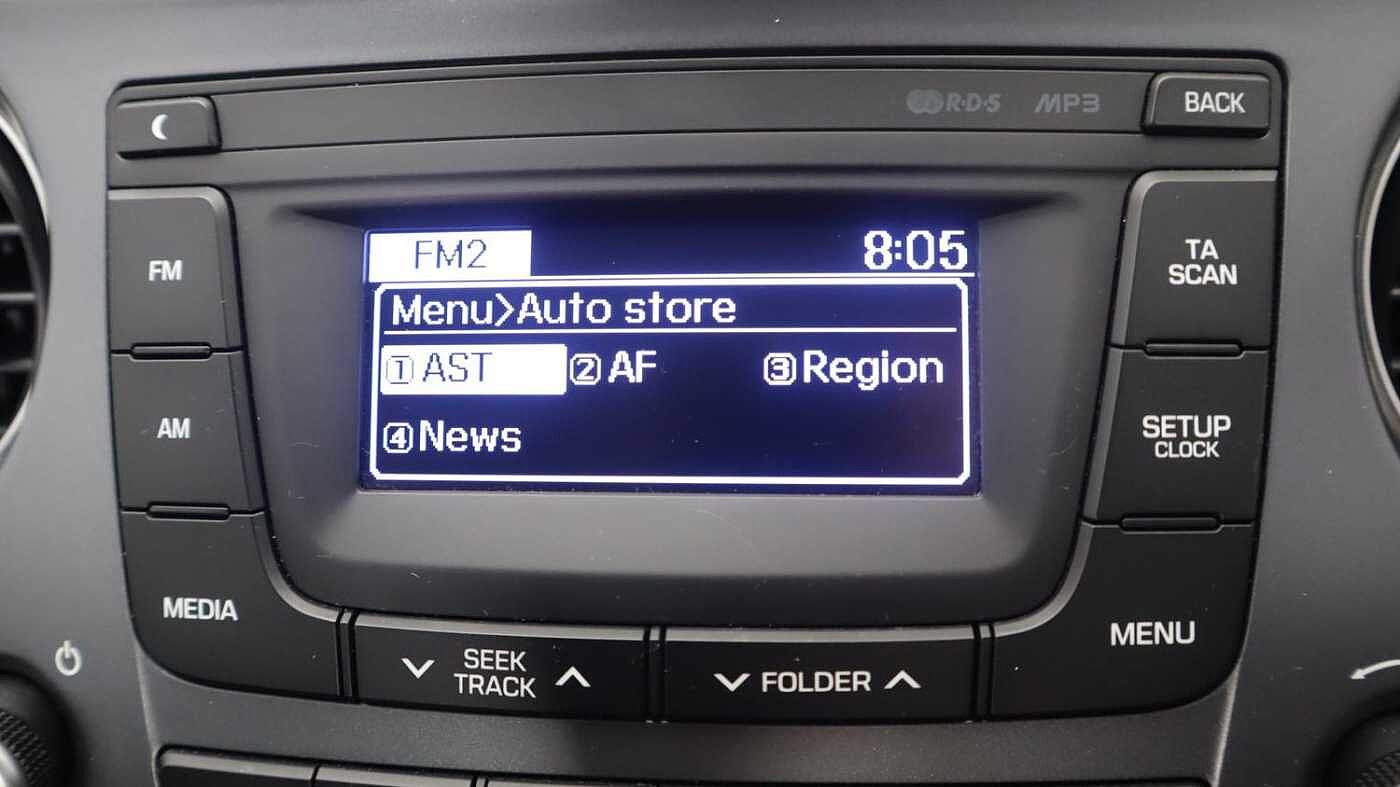 R·D·S MP3 BACK
FM2 8:05
Menu>Auto store
1 AST 2 AF 3 Region
4 News
FM
AM
MEDIA
TA
SCAN
SETUP
CLOCK
MENU
SEEK
TRACK
FOLDER